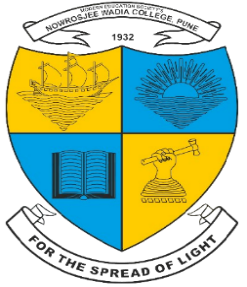 MODERN EDUCATION SOCIETY'S
NOWROSJEE WADIA COLLEGE, PUNE
1932
FOR THE SPREAD OF LIGHT